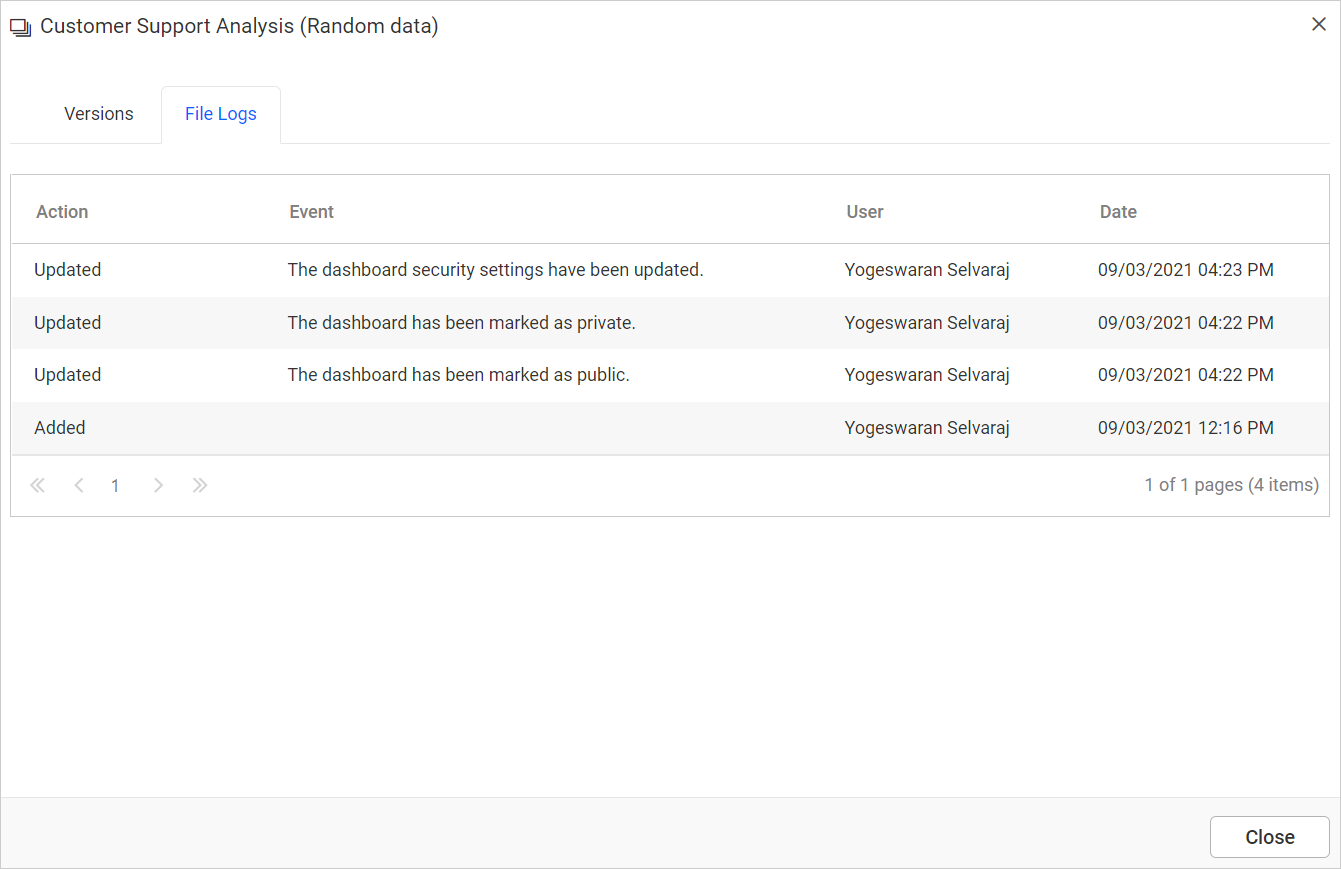 Customer Support Analysis (Random data)
Versions File Logs
Action Event User Date
Updated The dashboard security settings have been updated. Yogeswaran Selvaraj 09/03/2021 04:23 PM
Updated The dashboard has been marked as private. Yogeswaran Selvaraj 09/03/2021 04:22 PM
Updated The dashboard has been marked as public. Yogeswaran Selvaraj 09/03/2021 04:22 PM
Added Yogeswaran Selvaraj 09/03/2021 12:16 PM
1 1 of 1 pages (4 items)
Close